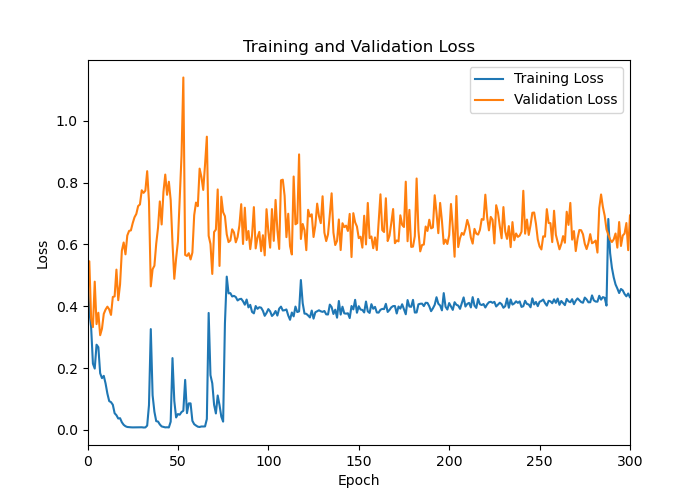 Training and Validation Loss
Training Loss
Validation Loss
Loss
1.0
0.8
0.6
0.4
0.2
0.0
0 50 100 150 200 250 300
Epoch